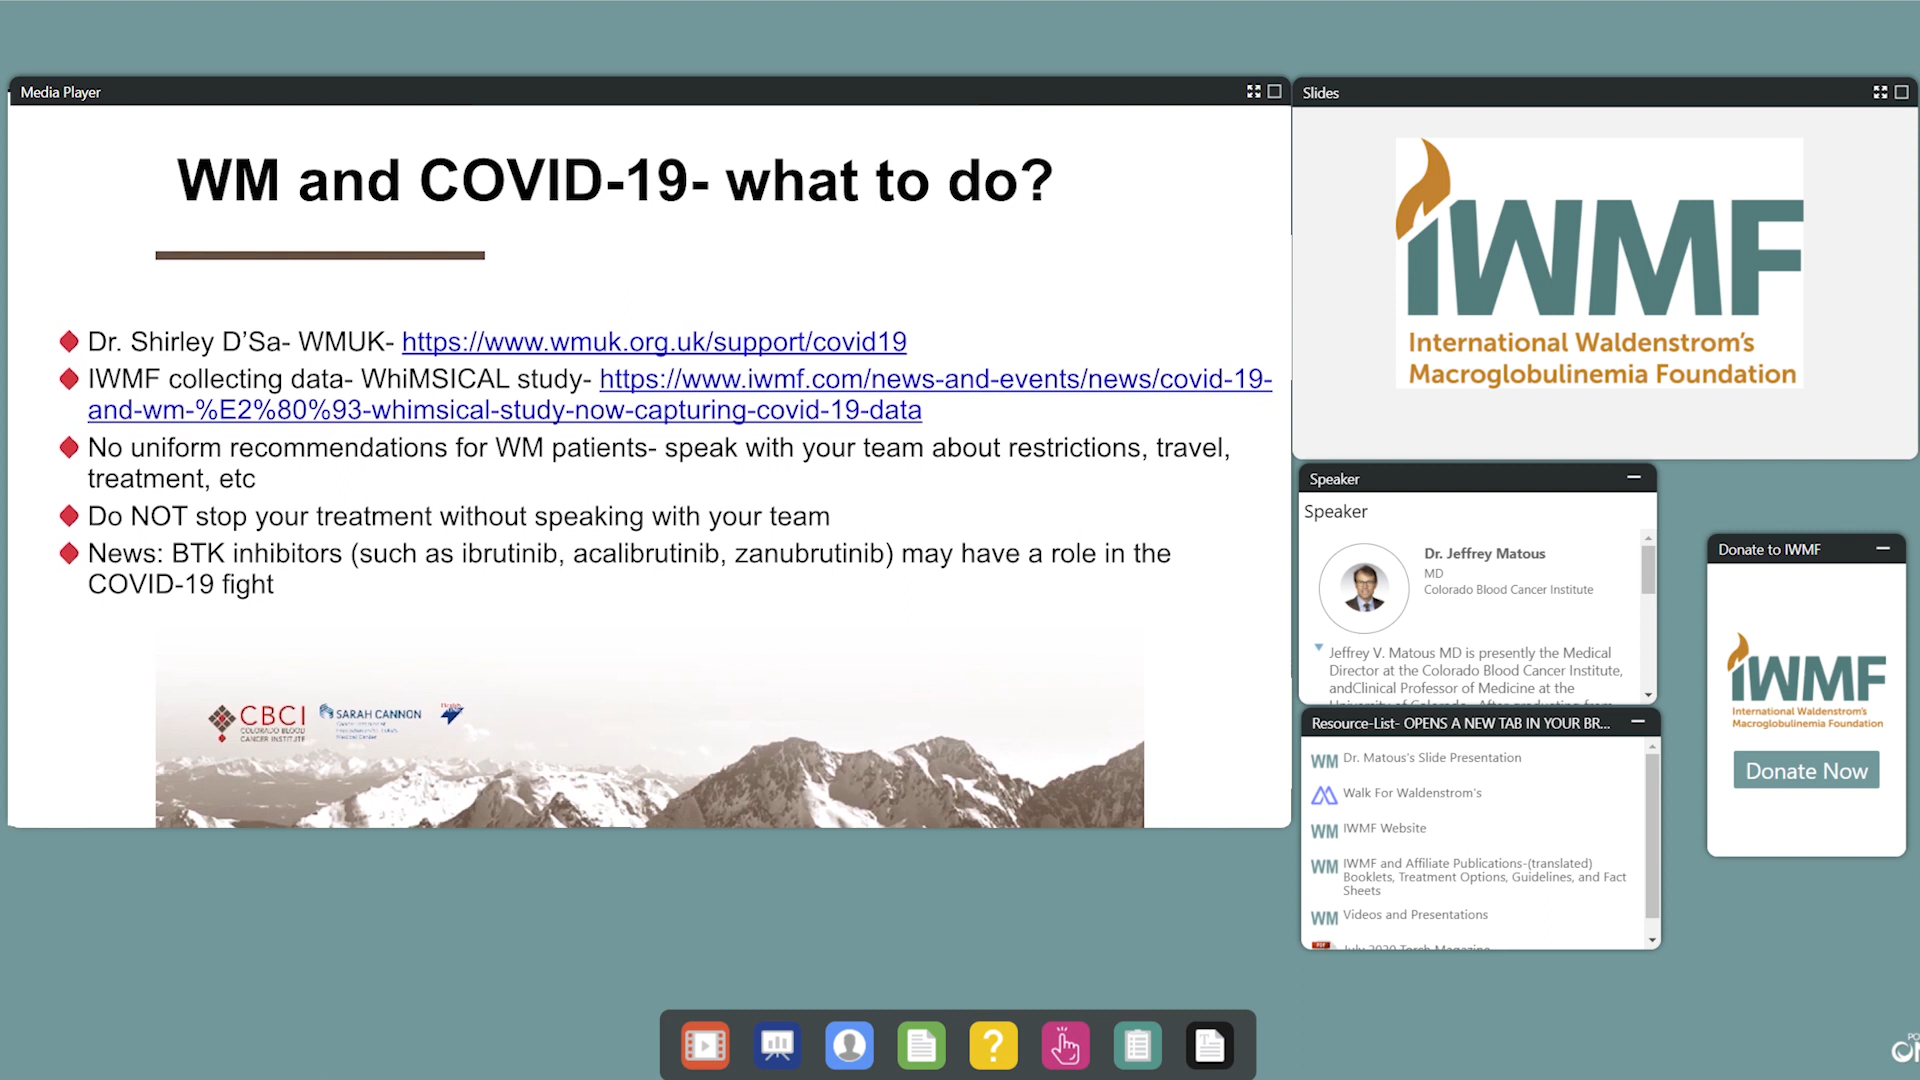 Media Player
WM and COVID-19- what to do?
Dr. Shirley D’Sa- WMUK- https://www.wmuk.org.uk/support/covid19
IWMF collecting data- WhiMSICAL study- https://www.iwmf.com/news-and-events/news/covid-19-
and-wm-%E2%80%93-whimsical-study-now-capturing-covid-19-data
No uniform recommendations for WM patients- speak with your team about restrictions, travel,
treatment, etc
Do NOT stop your treatment without speaking with your team
News: BTK inhibitors (such as ibrutinib, acalibrutinib, zanubrutinib) may have a role in the
COVID-19 fight
CBCI
COLORADO BLOOD
CANCER INSTITUTE
SARAH CANNON
Slides
IWMF
International Waldenstrom's
Macroglobulinemia Foundation
Speaker
Speaker
Dr. Jeffrey Matous
MD
Colorado Blood Cancer Institute
Jeffrey V. Matous MD is presently the Medical
Director at the Colorado Blood Cancer Institute,
andClinical Professor of Medicine at the
Resource-List- OPENS A NEW TAB IN YOUR BR...
WM Dr. Matous's Slide Presentation
Walk For Waldenstrom's
WM IWMF Website
WM IWMF and Affiliate Publications-(translated)
Booklets, Treatment Options, Guidelines, and Fact
Sheets
WM Videos and Presentations
July 2020 Torch Magazine
Donate to IWMF
IWMF
International Waldenstrom's
Macroglobulinemia Foundation
Donate Now
?